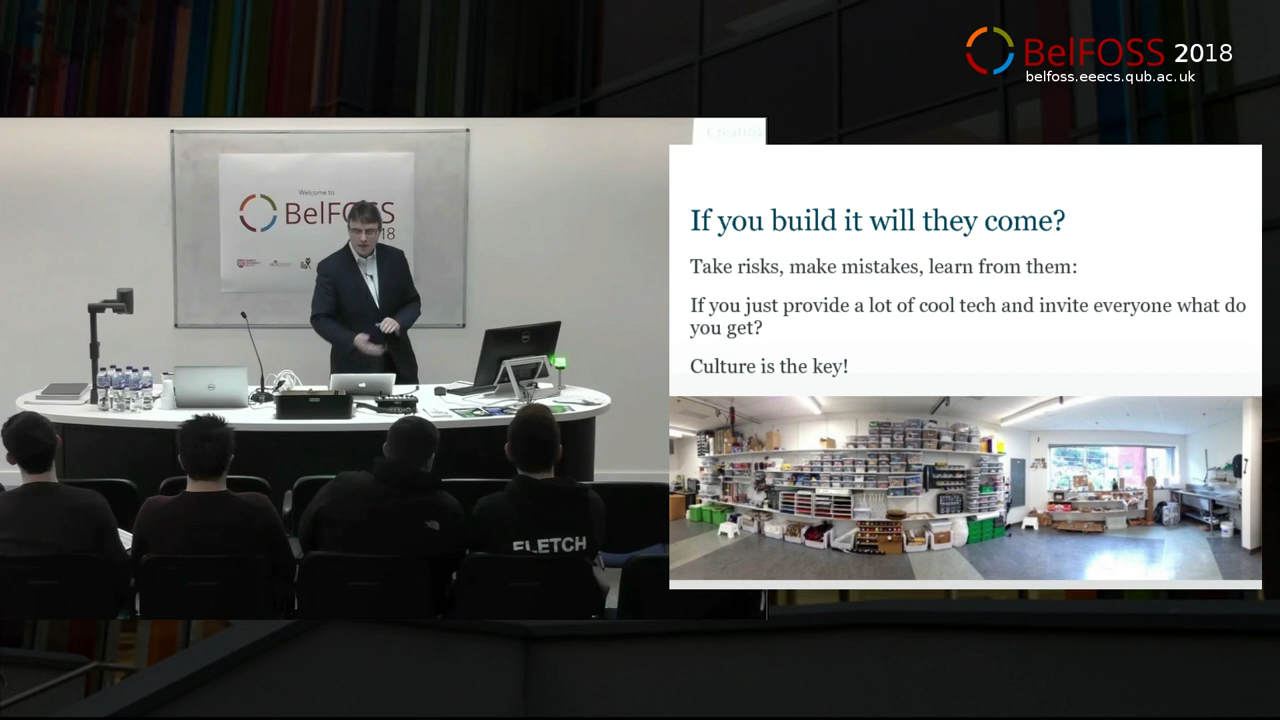 BelFOSS 2018
belfoss.eeecs.qub.ac.uk
Creating
Welcome to
BelFOSS
18
If you build it will they come?
Take risks, make mistakes, learn from them:
If you just provide a lot of cool tech and invite everyone what do
you get?
Culture is the key!
DELL
FLETCH